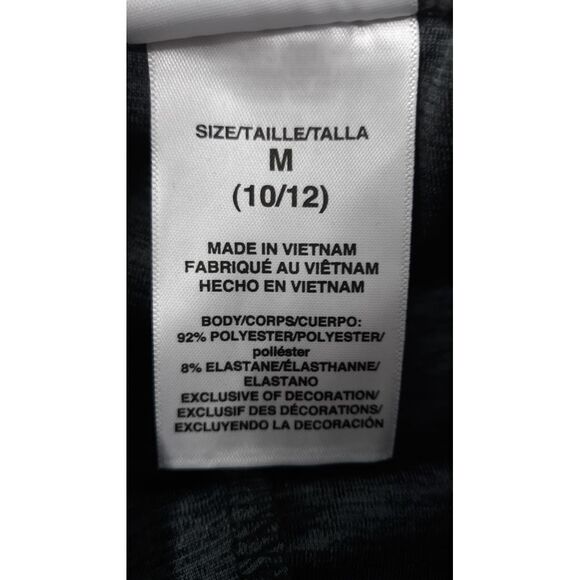 SIZE/TAILLE/TALLA
M
(10/12)
MADE IN VIETNAM
FABRIQUÉ AU VIÊTNAM
HECHO EN VIETNAM
BODY/CORPS/CUERPO:
92% POLYESTER/POLYESTER/
poliéster
8% ELASTANE/ÉLASTHANNE/
ELASTANO
EXCLUSIVE OF DECORATION/
EXCLUSIF DES DÉCORATIONS/
EXCLUYENDO LA DECORACIÓN